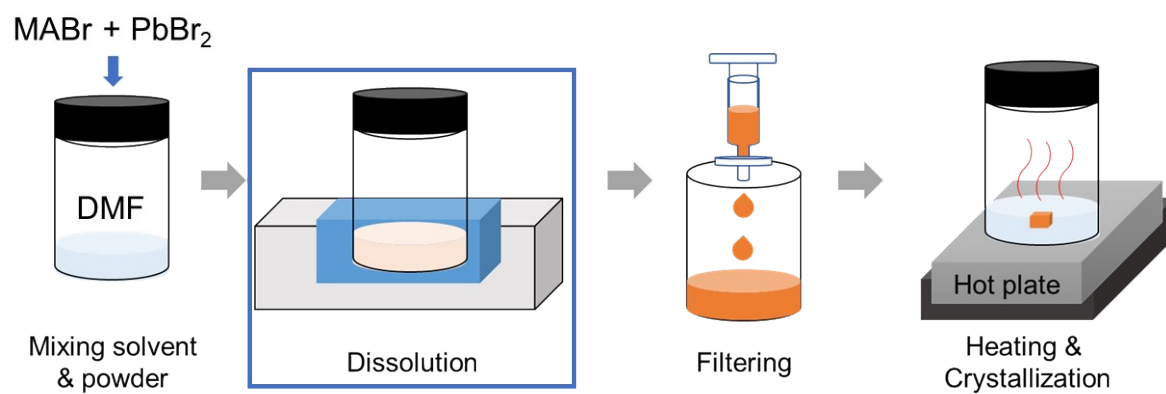 MABr + PbBr₂
DMF
Hot plate
Mixing solvent
& powder
Dissolution
Filtering
Heating &
Crystallization